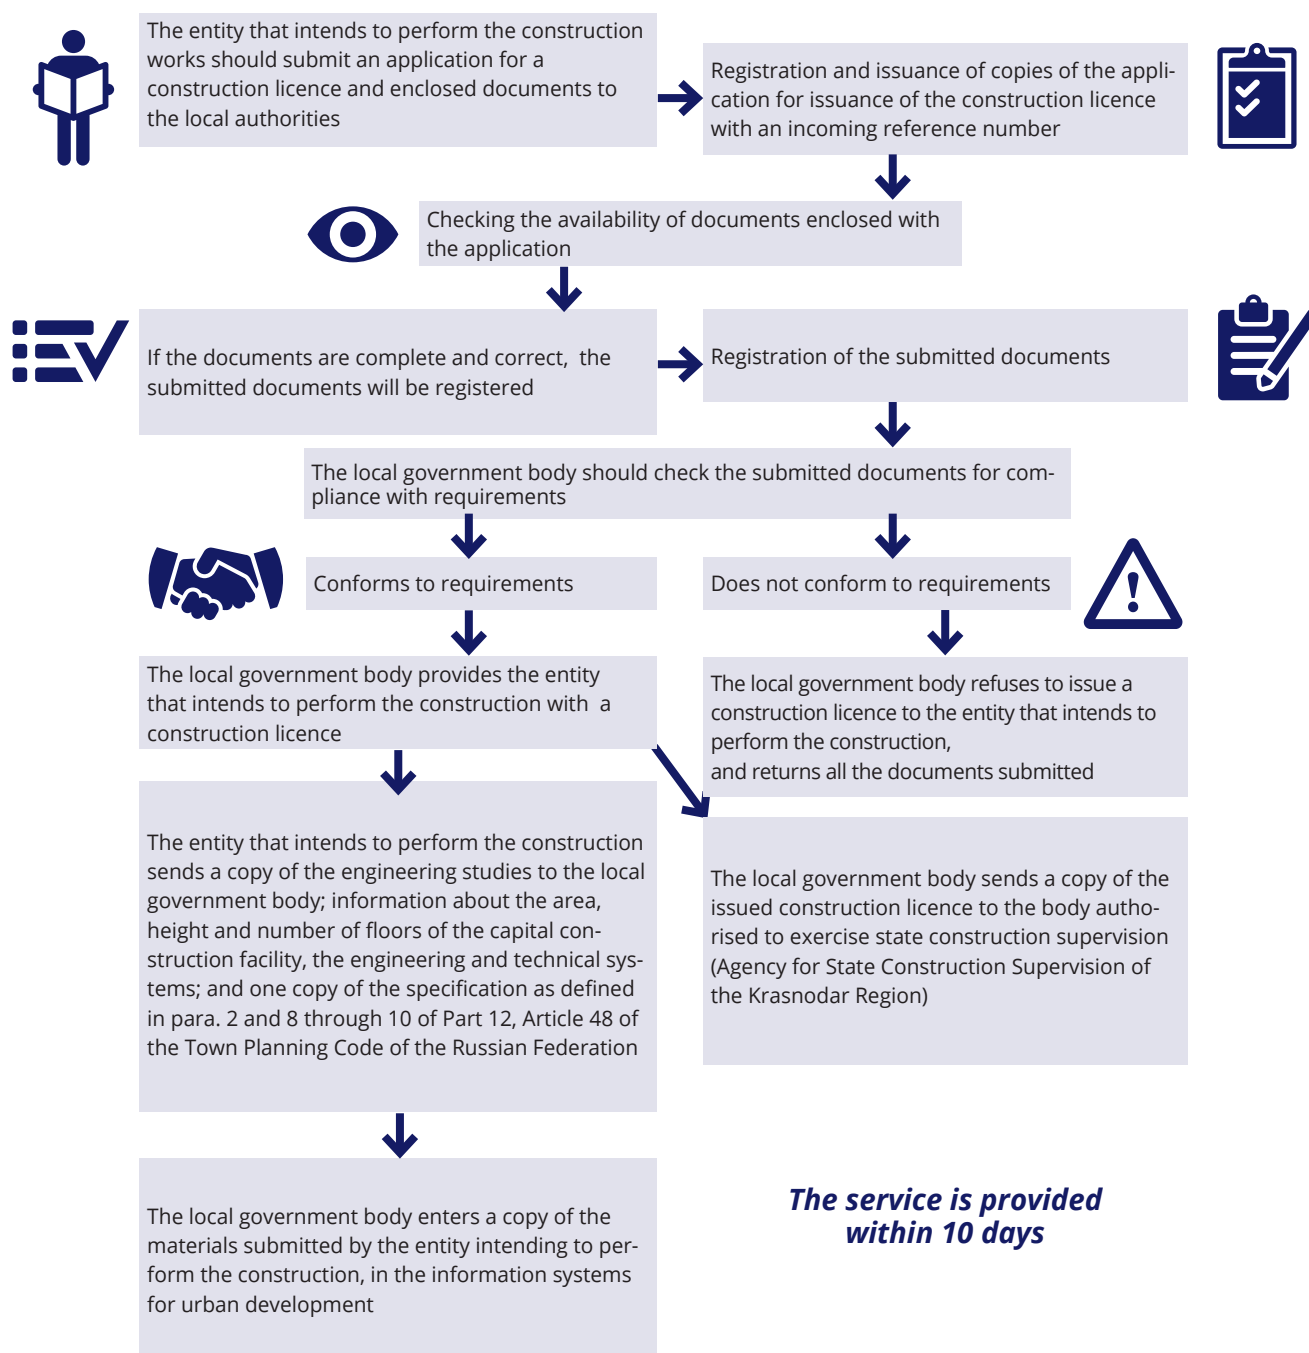 The entity that intends to perform the construction
works should submit an application for a
construction licence and enclosed documents to
the local authorities
Registration and issuance of copies of the appli-
cation for issuance of the construction licence
with an incoming reference number
Checking the availability of documents enclosed with
the application
If the documents are complete and correct, the
submitted documents will be registered
Registration of the submitted documents
The local government body should check the submitted documents for com-
pliance with requirements
Conforms to requirements
Does not conform to requirements
The local government body provides the entity
that intends to perform the construction with a
construction licence
The local government body refuses to issue a
construction licence to the entity that intends to
perform the construction,
and returns all the documents submitted
The entity that intends to perform the construction
sends a copy of the engineering studies to the local
government body; information about the area,
height and number of floors of the capital con-
struction facility, the engineering and technical sys-
tems; and one copy of the specification as defined
in para. 2 and 8 through 10 of Part 12, Article 48 of
the Town Planning Code of the Russian Federation
The local government body sends a copy of the
issued construction licence to the body autho-
rised to exercise state construction supervision
(Agency for State Construction Supervision of
the Krasnodar Region)
The local government body enters a copy of the
materials submitted by the entity intending to per-
form the construction, in the information systems
for urban development
The service is provided
within 10 days